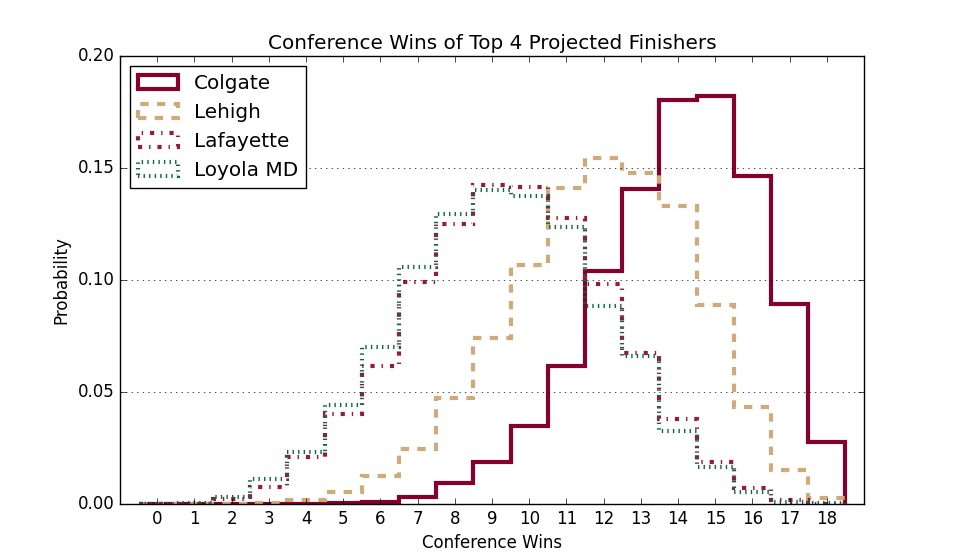 Conference Wins of Top 4 Projected Finishers
0.20
0.15
0.10
0.05
0.00
Probability
Colgate
Lehigh
Lafayette
Loyola MD
0 1 2 3 4 5 6 7 8 9 10 11 12 13 14 15 16 17 18
Conference Wins